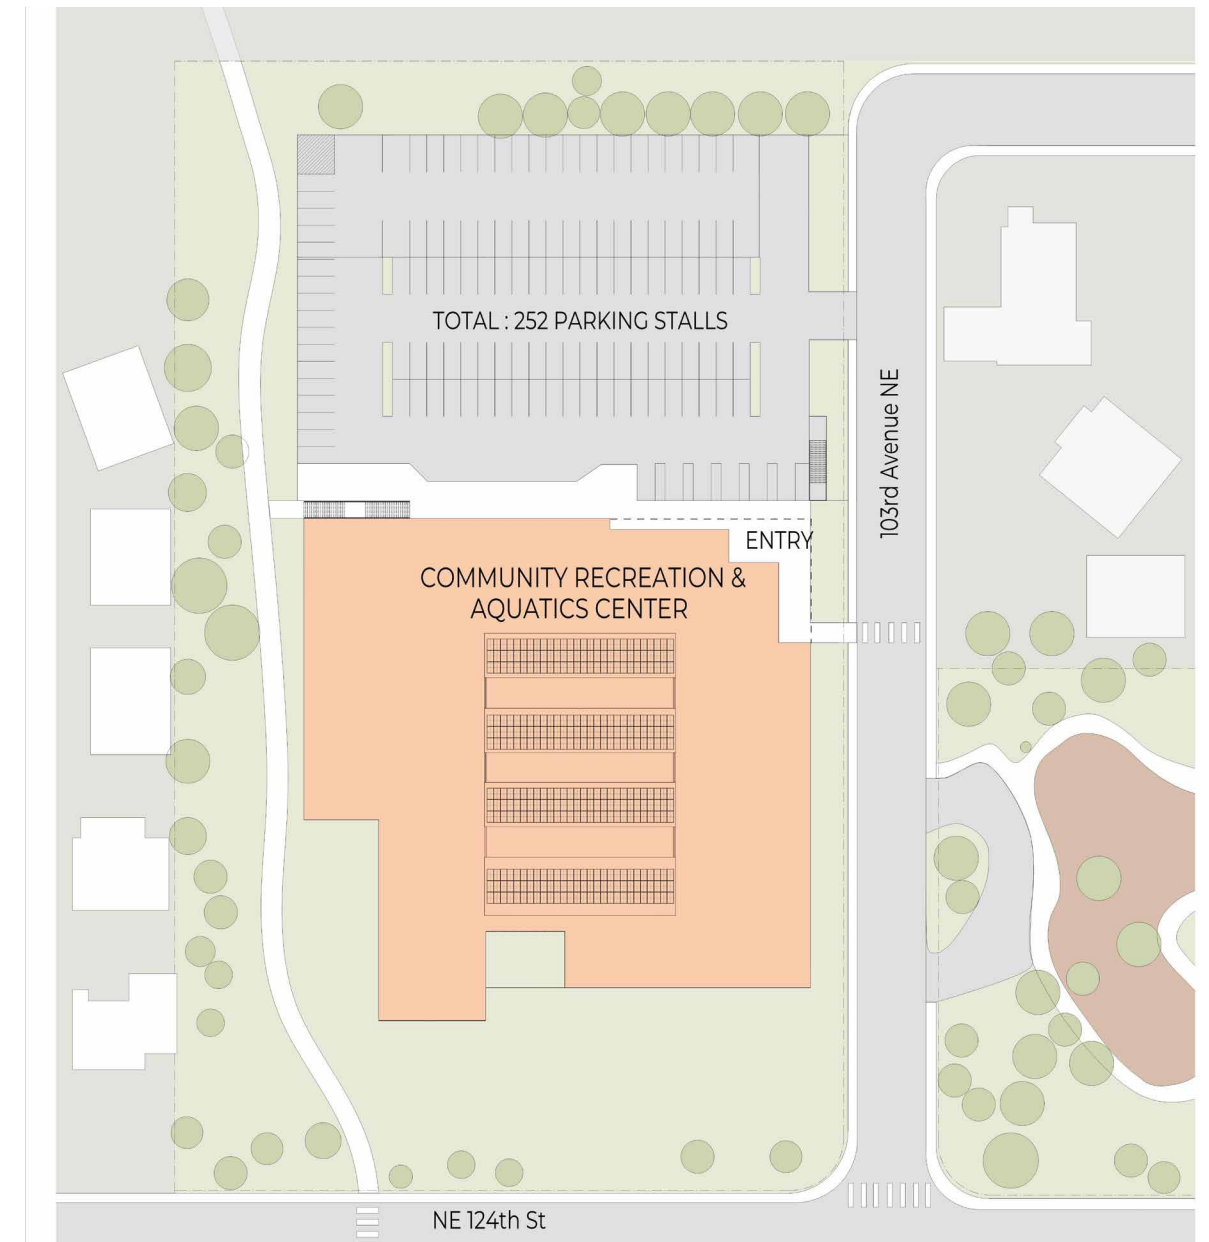 TOTAL : 252 PARKING STALLS
103rd Avenue NE
ENTRY
COMMUNITY RECREATION &
AQUATICS CENTER
NE 124th St